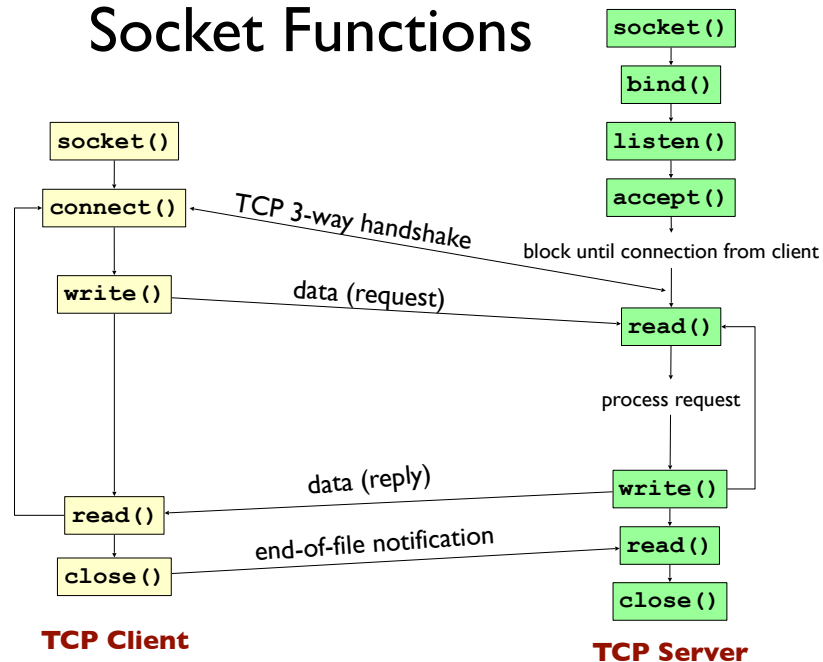 Socket Functions
socket()
bind()
listen()
accept()
block until connection from client
read()
process request
write()
read()
close()
TCP Server
socket()
connect()
write()
read()
close()
TCP Client
TCP 3-way handshake
data (request)
data (reply)
end-of-file notification